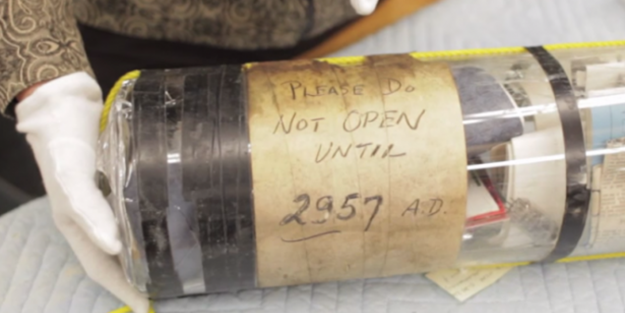 PLEASE DO
NOT OPEN
UNTIL
2957 A.D.